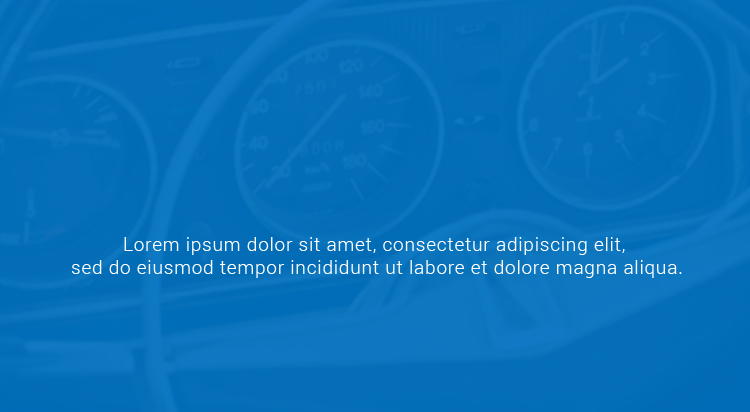 Lorem ipsum dolor sit amet, consectetur adipiscing elit,
sed do eiusmod tempor incididunt ut labore et dolore magna aliqua.